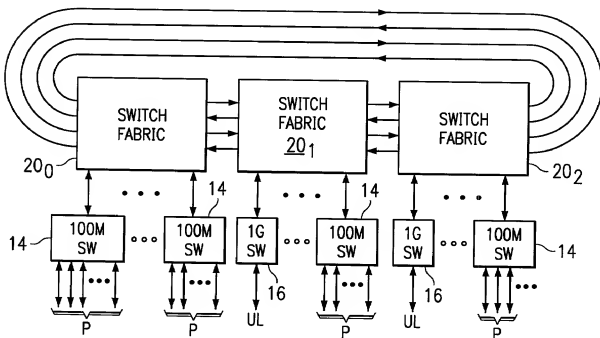 SWITCH
FABRIC
SWITCH
FABRIC
20₁
SWITCH
FABRIC
20₀
20₂
14
100M
SW
100M
SW
14
1G
SW
16
100M
SW
14
1G
SW
16
100M
SW
14
P
P
UL
P
UL
P